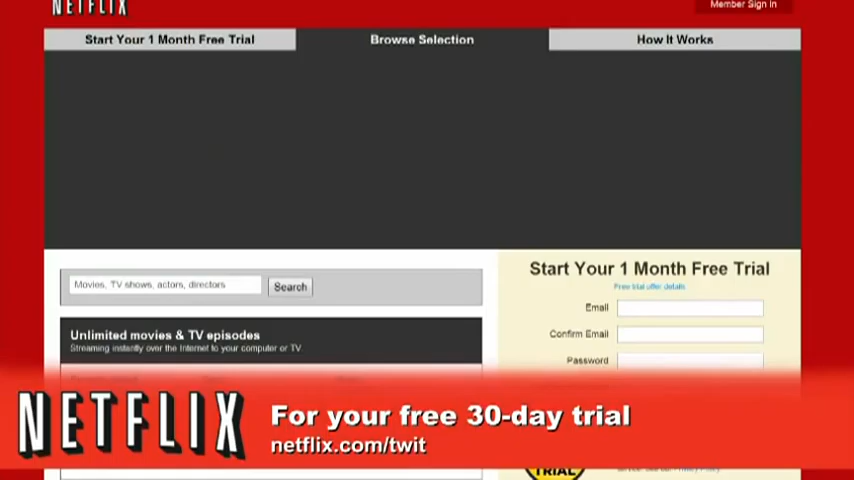 NETFLIX
Member Sign In
Start Your 1 Month Free Trial
Browse Selection
How It Works
Movies, TV shows, actors, directors
Search
Unlimited movies & TV episodes
Streaming instantly over the Internet to your computer or TV
Start Your 1 Month Free Trial
Free trial offer details
Email
Confirm Email
Password
NETFLIX
For your free 30-day trial
netflix.com/twit
TRIAL